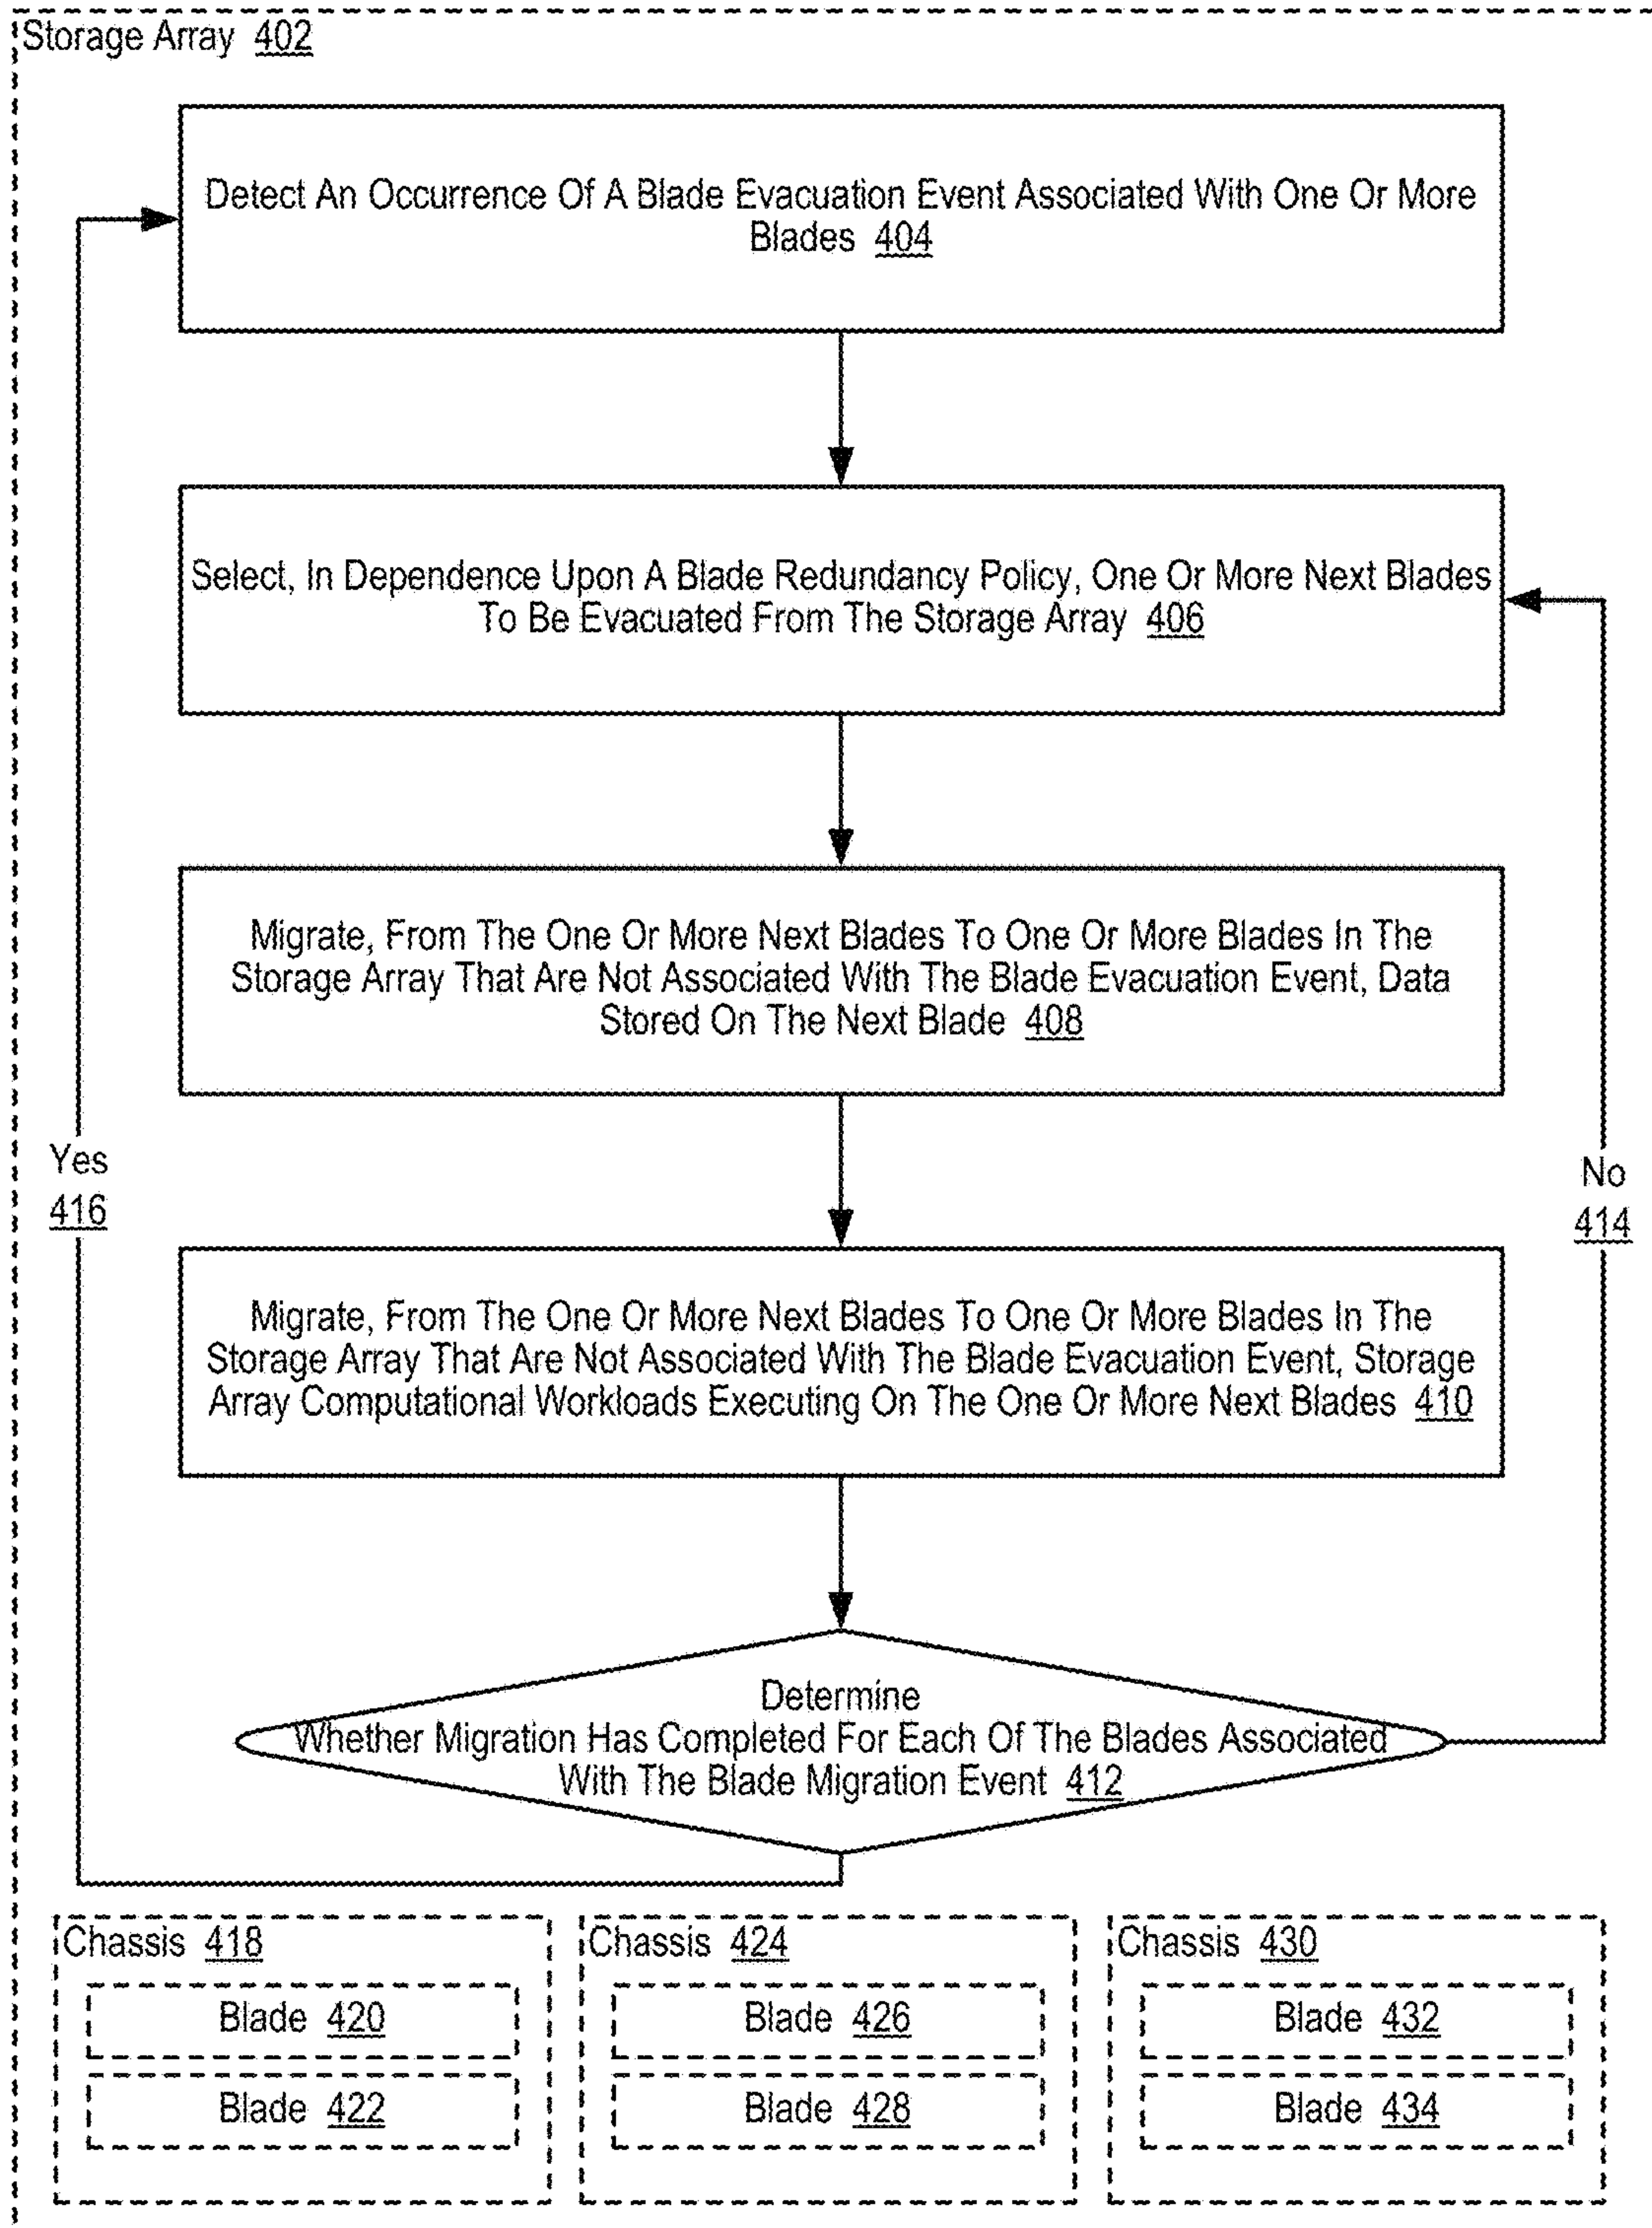 Storage Array 402
Detect An Occurrence Of A Blade Evacuation Event Associated With One Or More
Blades 404
Select, In Dependence Upon A Blade Redundancy Policy, One Or More Next Blades
To Be Evacuated From The Storage Array 406
Migrate, From The One Or More Next Blades To One Or More Blades In The
Storage Array That Are Not Associated With The Blade Evacuation Event, Data
Stored On The Next Blade 408
Yes
416
No
414
Migrate, From The One Or More Next Blades To One Or More Blades In The
Storage Array That Are Not Associated With The Blade Evacuation Event, Storage
Array Computational Workloads Executing On The One Or More Next Blades 410
Determine
Whether Migration Has Completed For Each Of The Blades Associated
With The Blade Migration Event 412
Chassis 418
Blade 420
Blade 422
Chassis 424
Blade 426
Blade 428
Chassis 430
Blade 432
Blade 434